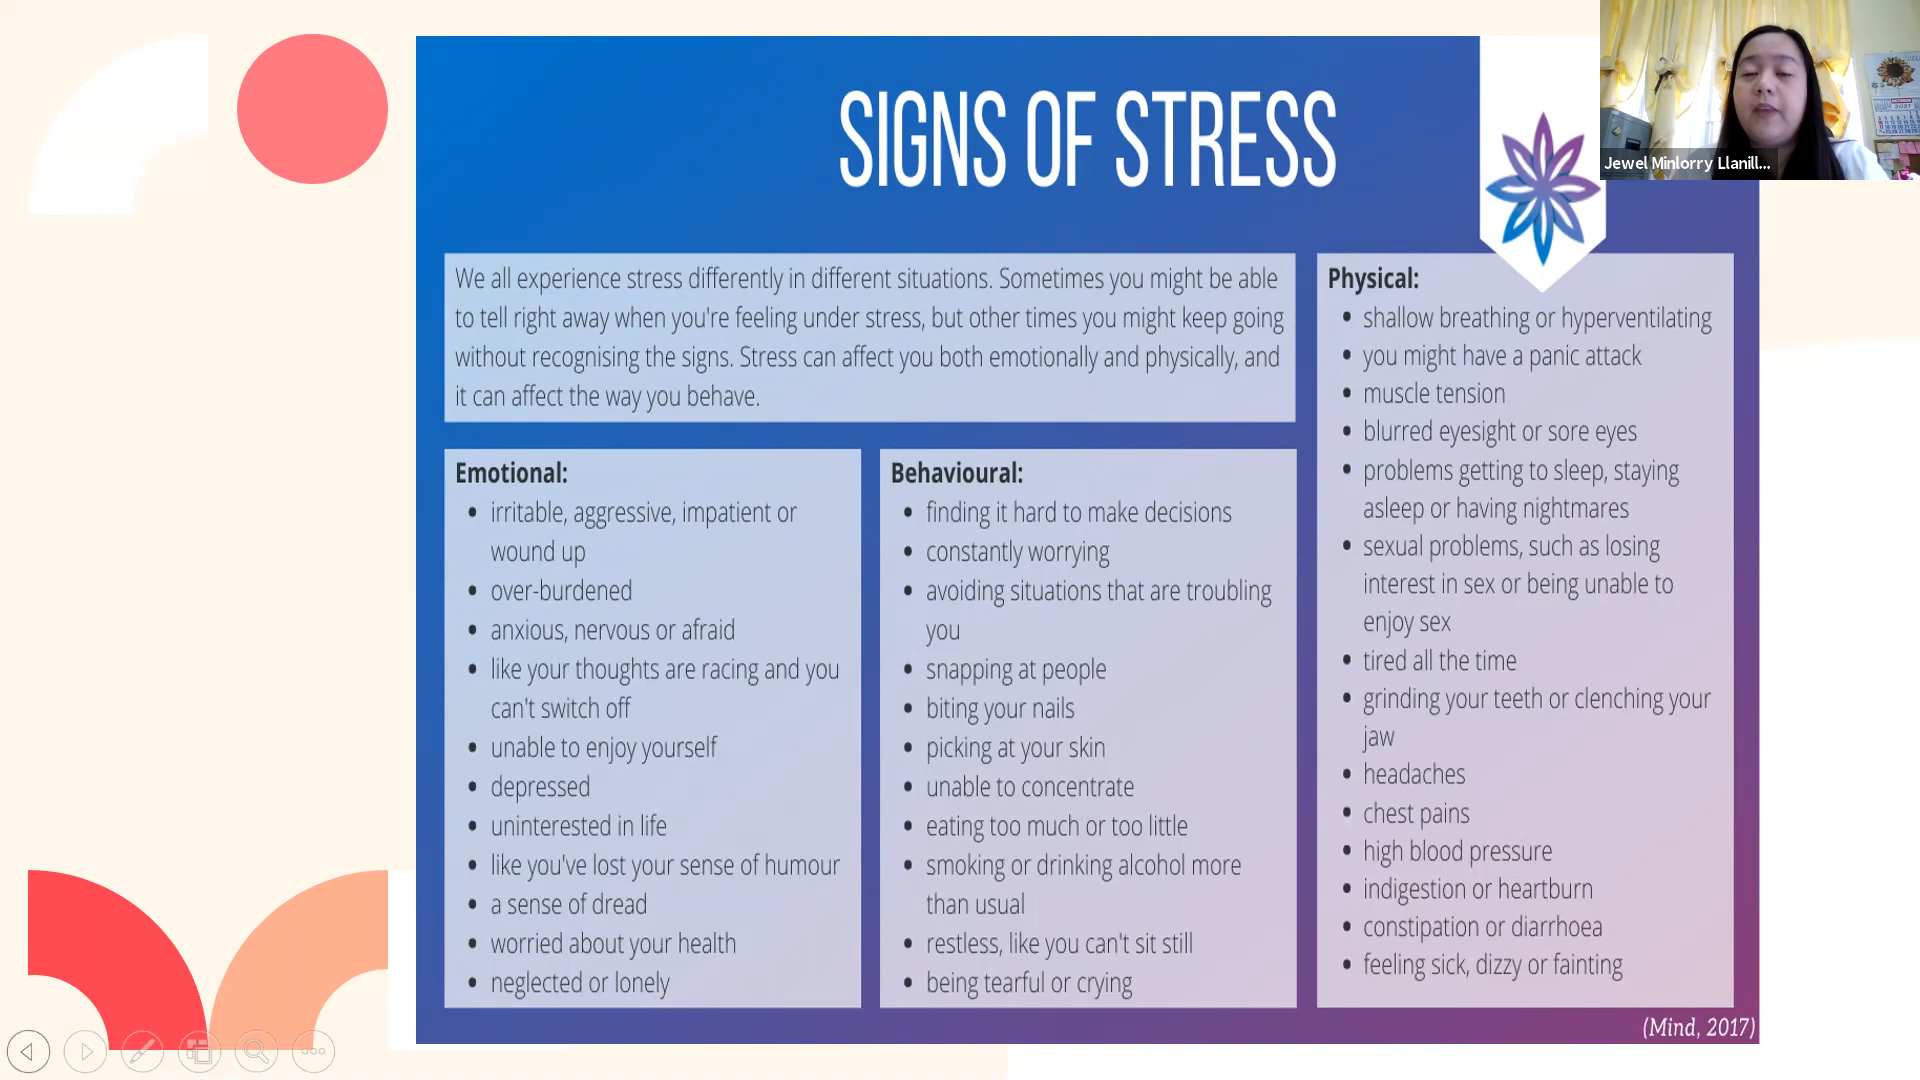 SIGNS OF STRESS
Jewel Minlorry Llanill...
We all experience stress differently in different situations. Sometimes you might be able
to tell right away when you're feeling under stress, but other times you might keep going
without recognising the signs. Stress can affect you both emotionally and physically, and
it can affect the way you behave.
Emotional:
• irritable, aggressive, impatient or
wound up
• over-burdened
• anxious, nervous or afraid
• like your thoughts are racing and you
can't switch off
• unable to enjoy yourself
• depressed
• uninterested in life
• like you've lost your sense of humour
• a sense of dread
• worried about your health
• neglected or lonely
Behavioural:
• finding it hard to make decisions
• constantly worrying
• avoiding situations that are troubling
you
• snapping at people
• biting your nails
• picking at your skin
• unable to concentrate
• eating too much or too little
• smoking or drinking alcohol more
than usual
• restless, like you can't sit still
• being tearful or crying
Physical:
• shallow breathing or hyperventilating
• you might have a panic attack
• muscle tension
• blurred eyesight or sore eyes
• problems getting to sleep, staying
asleep or having nightmares
• sexual problems, such as losing
interest in sex or being unable to
enjoy sex
• tired all the time
• grinding your teeth or clenching your
jaw
• headaches
• chest pains
• high blood pressure
• indigestion or heartburn
• constipation or diarrhoea
• feeling sick, dizzy or fainting
(Mind, 2017)